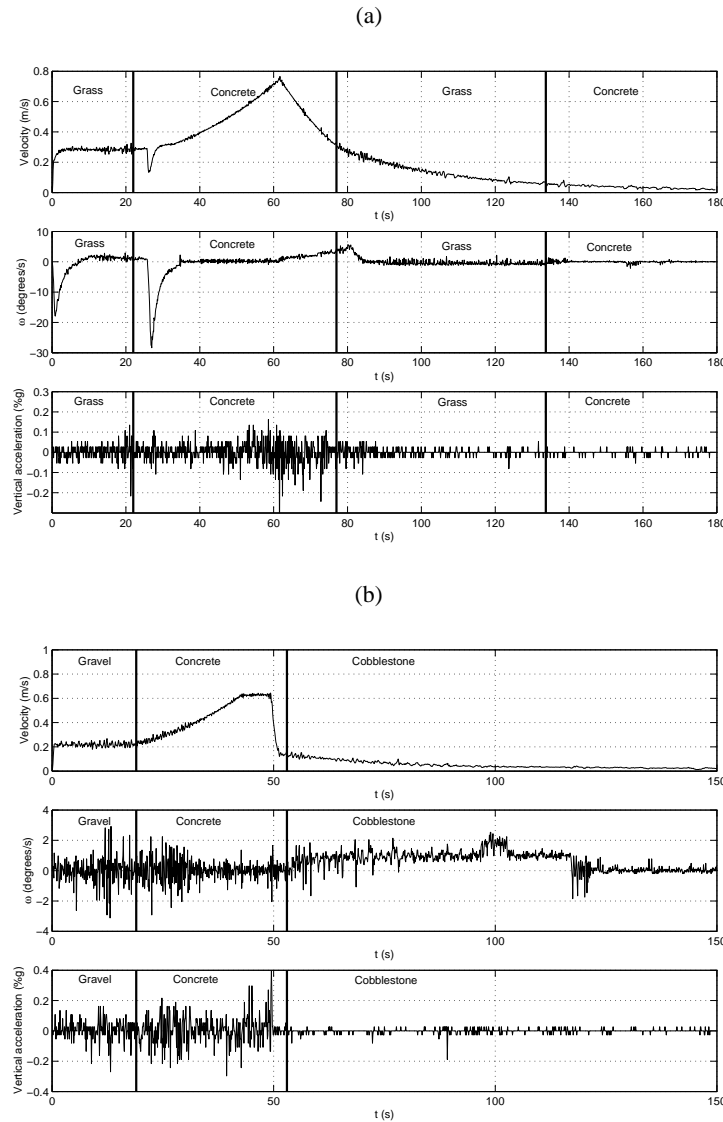 (a)
0.8
0.6
0.4
0.2
0
Velocity (m/s)
Grass Concrete Grass Concrete
0 20 40 60 80 100 120 140 160 180
t (s)
10
0
−10
−20
−30
ω (degrees/s)
Grass Concrete Grass Concrete
0 20 40 60 80 100 120 140 160 180
t (s)
0.3
0.2
0.1
0
−0.1
−0.2
Vertical acceleration (%g)
Grass Concrete Grass Concrete
0 20 40 60 80 100 120 140 160 180
t (s)
(b)
1
0.8
0.6
0.4
0.2
0
Velocity (m/s)
Gravel Concrete Cobblestone
0 50 100 150
t (s)
4
2
0
−2
−4
ω (degrees/s)
Gravel Concrete Cobblestone
0 50 100 150
t (s)
0.4
0.2
0
−0.2
−0.4
Vertical acceleration (%g)
Gravel Concrete Cobblestone
0 50 100 150
t (s)